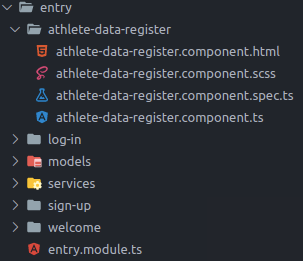 entry
athlete-data-register
athlete-data-register.component.html
athlete-data-register.component.scss
athlete-data-register.component.spec.ts
athlete-data-register.component.ts
log-in
models
services
sign-up
welcome
entry.module.ts